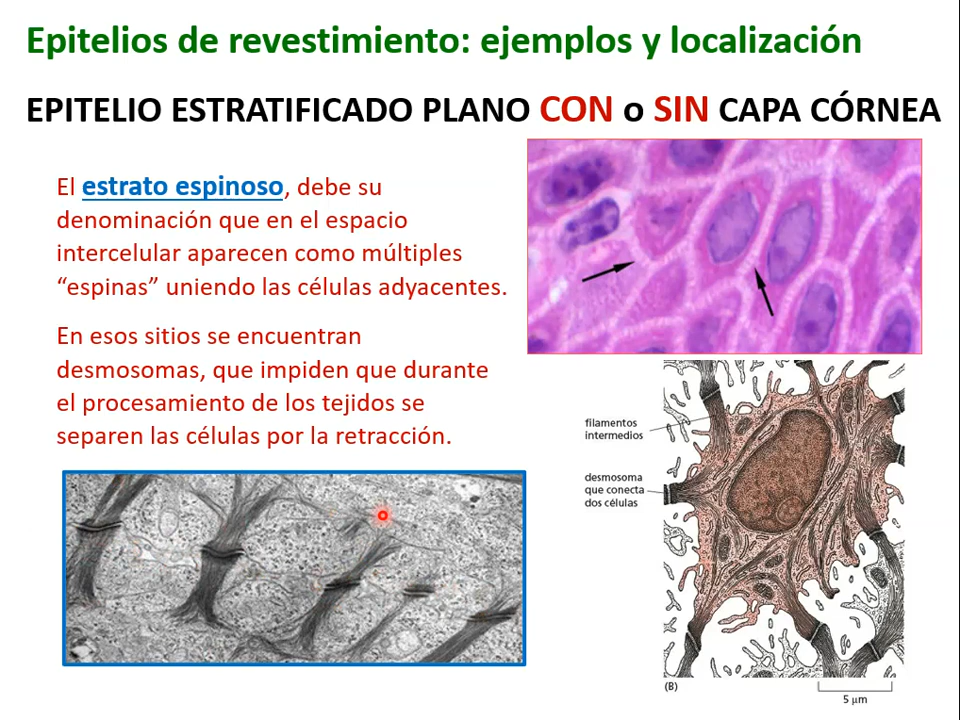 Epitelios de revestimiento: ejemplos y localización
EPITELIO ESTRATIFICADO PLANO CON o SIN CAPA CÓRNEA
El estrato espinoso, debe su
denominación que en el espacio
intercelular aparecen como múltiples
“espinas” uniendo las células adyacentes.
En esos sitios se encuentran
desmosomas, que impiden que durante
el procesamiento de los tejidos se
separen las células por la retracción.
filamentos
intermedios
desmosoma
que conecta
dos células
(B)
5 μm